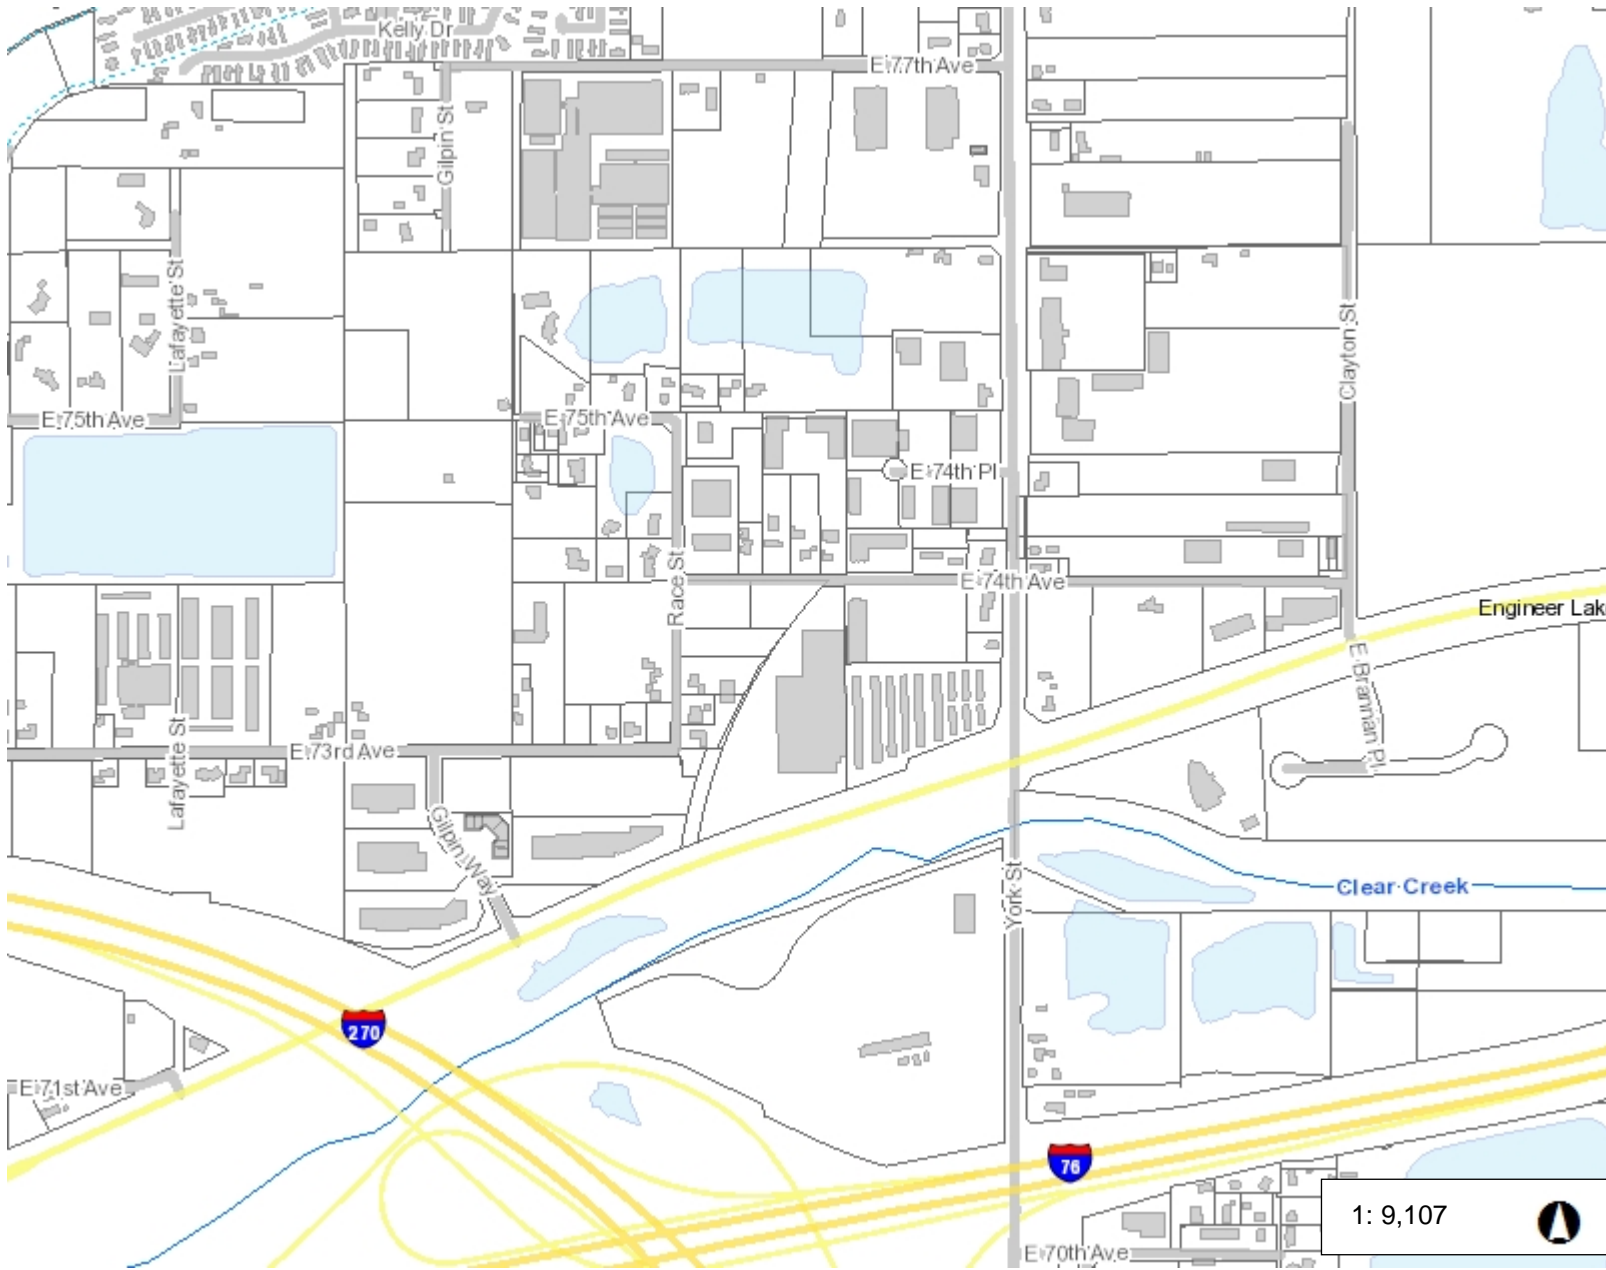 Kelly Dr
E 77th Ave
Gilpin St
Lafayette St
Clayton St
E 75th Ave
E 75th Ave
E 74th Pl
Race St
E 74th Ave
Engineer Lak
E Brannan Pl
Lafayette St
E 73rd Ave
Gilpin Way
York St
Clear Creek
270
E 71st Ave
76
1: 9,107
E 70th Ave